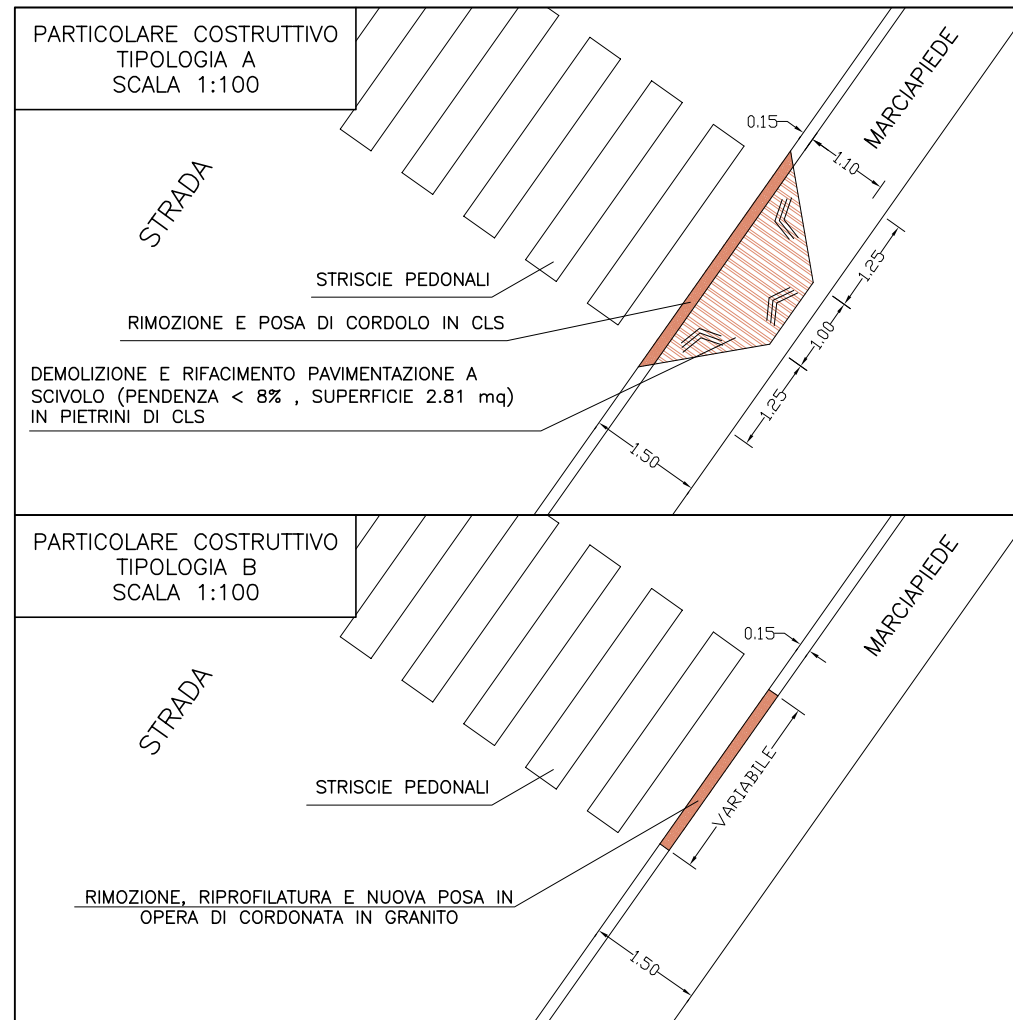 PARTICOLARE COSTRUTTIVO
TIPOLOGIA A
SCALA 1:100
MARCIAPIEDE
0.15
1.10
STRADA
STRISCIE PEDONALI
1.25
RIMOZIONE E POSA DI CORDOLO IN CLS
1.00
DEMOLIZIONE E RIFACIMENTO PAVIMENTAZIONE A
SCIVOLO (PENDENZA < 8% , SUPERFICIE 2.81 mq)
IN PIETRINI DI CLS
1.25
1.50
PARTICOLARE COSTRUTTIVO
TIPOLOGIA B
SCALA 1:100
MARCIAPIEDE
0.15
STRADA
STRISCIE PEDONALI
VARIABILE
RIMOZIONE, RIPROFILATURA E NUOVA POSA IN
OPERA DI CORDONATA IN GRANITO
1.50